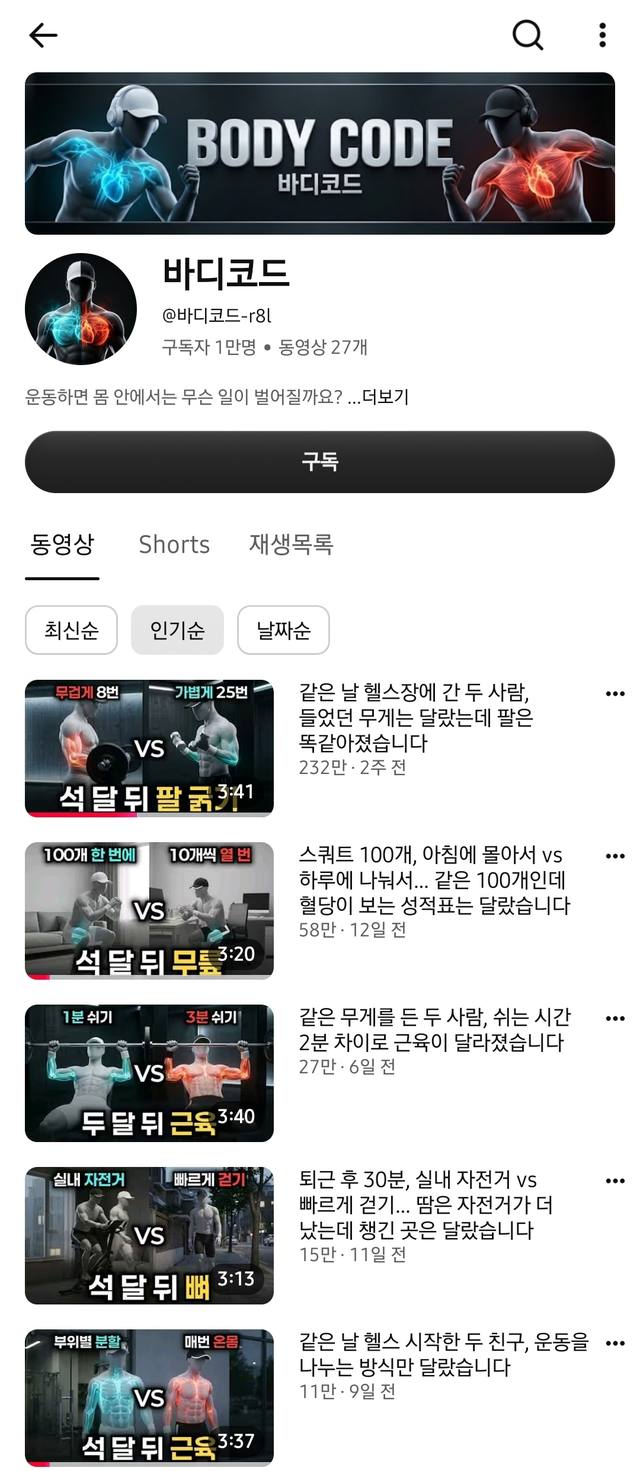 BODY CODE
바디코드
바디코드
@바디코드-r8l
구독자 1만명 • 동영상 27개
운동하면 몸 안에서는 무슨 일이 벌어질까요? ...더보기
구독
동영상 Shorts 재생목록
최신순 인기순 날짜순
무겁게 8번 가볍게 25번
VS
석 달 뒤 팔 굵기
3:41
같은 날 헬스장에 간 두 사람,
들었던 무게는 달랐는데 팔은
똑같아졌습니다
232만 · 2주 전
100개 한 번에 10개씩 열 번
VS
석 달 뒤 무릎
3:20
스쿼트 100개, 아침에 몰아서 vs
하루에 나눠서... 같은 100개인데
혈당이 보는 성적표는 달랐습니다
58만 · 12일 전
1분 쉬기 3분 쉬기
VS
두 달 뒤 근육
3:40
같은 무게를 든 두 사람, 쉬는 시간
2분 차이로 근육이 달라졌습니다
27만 · 6일 전
실내 자전거 빠르게 걷기
VS
석 달 뒤 뼈
3:13
퇴근 후 30분, 실내 자전거 vs
빠르게 걷기... 땀은 자전거가 더
났는데 챙긴 곳은 달랐습니다
15만 · 11일 전
부위별 분할 매번 온몸
VS
석 달 뒤 근육
3:37
같은 날 헬스 시작한 두 친구, 운동을
나누는 방식만 달랐습니다
11만 · 9일 전